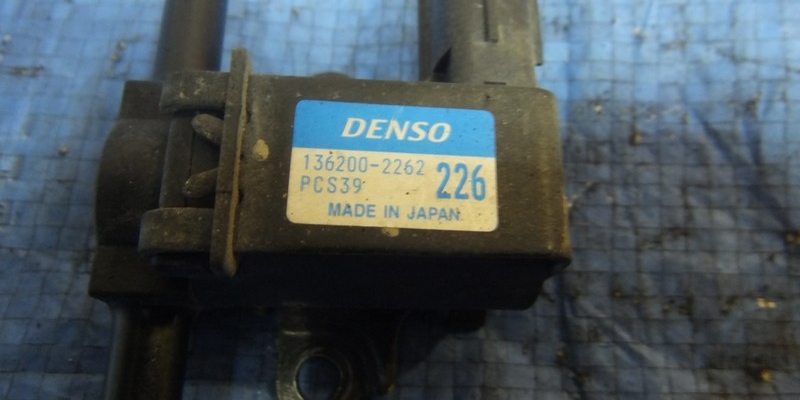 DENSO
136200-2262
PCS39 226
MADE IN JAPAN